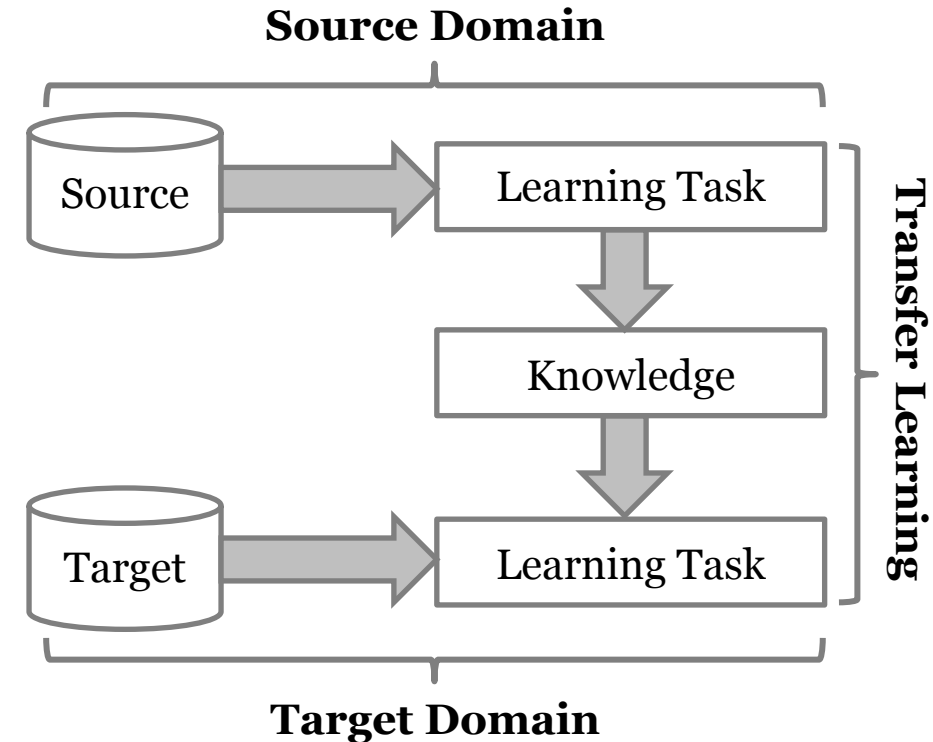 Source Domain
Source
Learning Task
Transfer Learning
Knowledge
Target
Learning Task
Target Domain